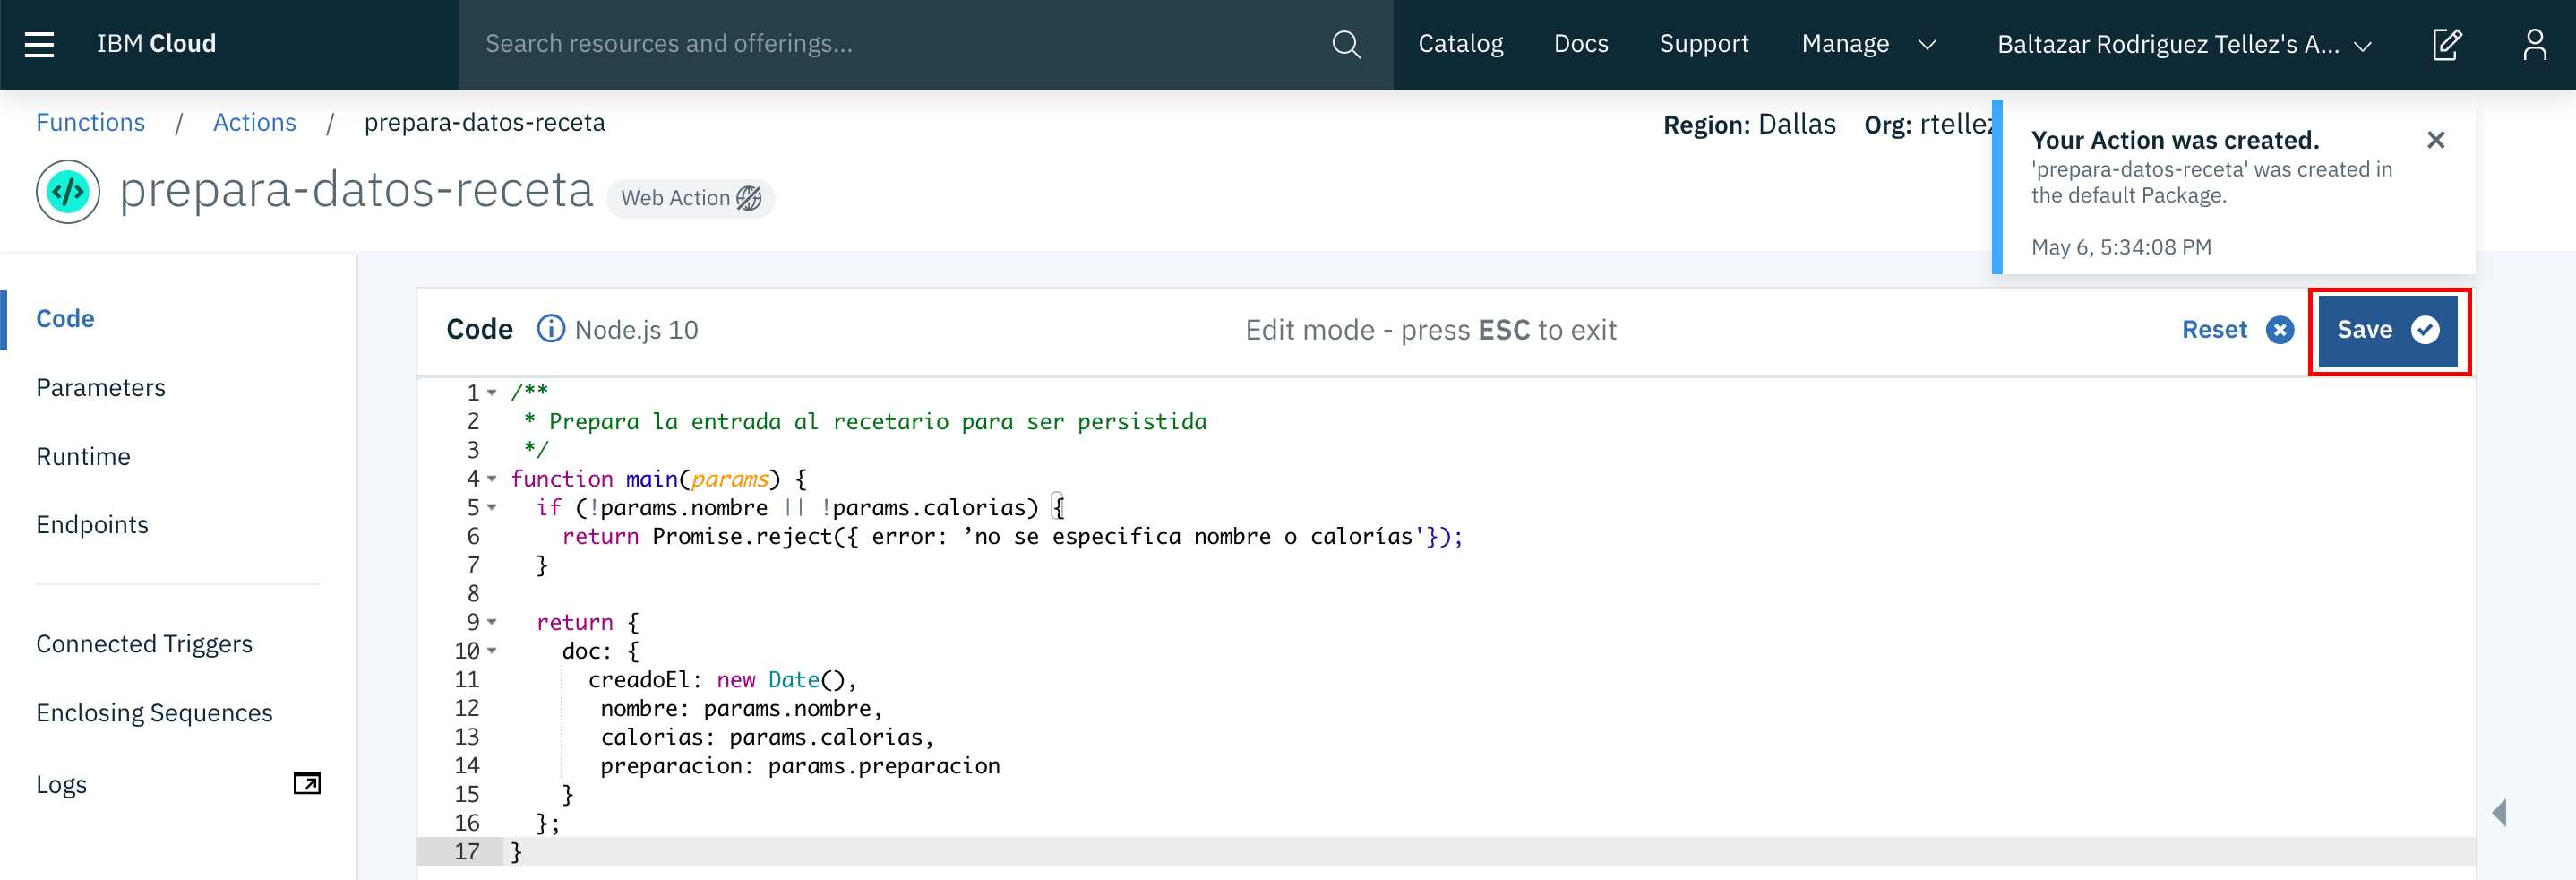 IBM Cloud
Search resources and offerings...
Catalog
Docs
Support
Manage
Baltazar Rodriguez Tellez's A...
Functions / Actions / prepara-datos-receta
Region: Dallas Org: rtellez
Your Action was created.
'prepara-datos-receta' was created in
the default Package.
May 6, 5:34:08 PM
prepara-datos-receta
Web Action
Code
Parameters
Runtime
Endpoints
Connected Triggers
Enclosing Sequences
Logs
Code
Node.js 10
Edit mode - press ESC to exit
Reset
Save
1 /**
2 * Prepara la entrada al recetario para ser persistida
3 */
4 function main(params) {
5 if (!params.nombre || !params.calorias) {
6 return Promise.reject({ error: ’no se especifica nombre o calorías'});
7 }
8
9 return {
10 doc: {
11 creadoEl: new Date(),
12 nombre: params.nombre,
13 calorias: params.calorias,
14 preparacion: params.preparacion
15 }
16 };
17 }